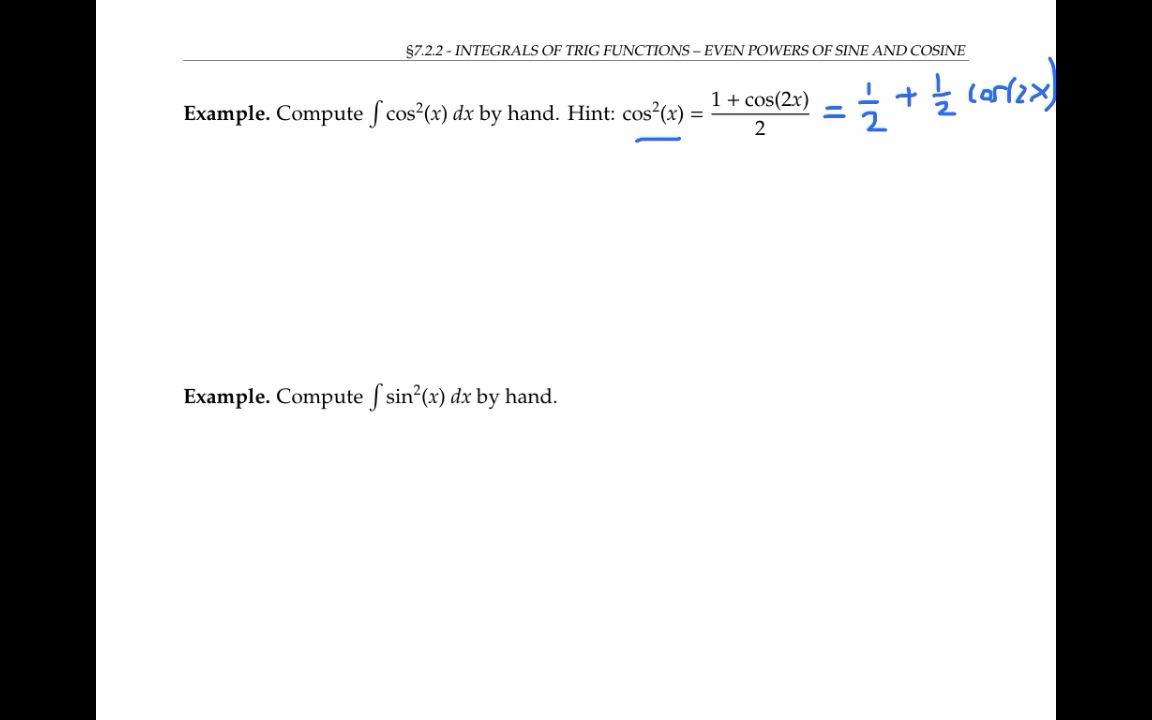 §7.2.2 - INTEGRALS OF TRIG FUNCTIONS – EVEN POWERS OF SINE AND COSINE
Example. Compute ∫ cos²(x) dx by hand. Hint: cos²(x) = (1 + cos(2x))/2 = 1/2 + 1/2 cos(2x)
Example. Compute ∫ sin²(x) dx by hand.